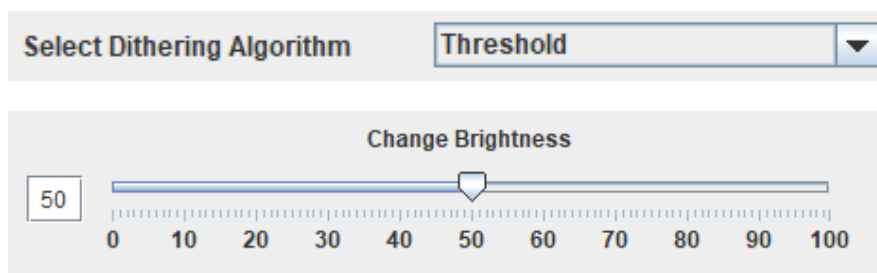 Select Dithering Algorithm Threshold
Change Brightness
50
0 10 20 30 40 50 60 70 80 90 100